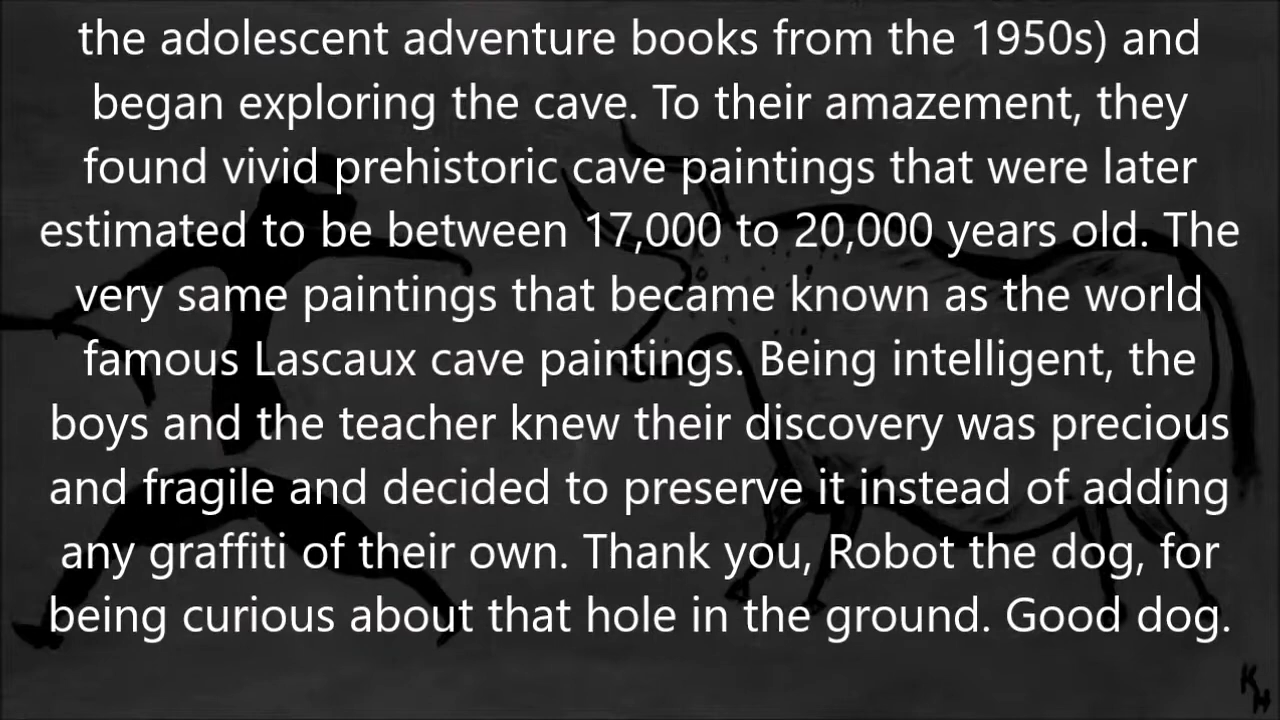 the adolescent adventure books from the 1950s) and
began exploring the cave. To their amazement, they
found vivid prehistoric cave paintings that were later
estimated to be between 17,000 to 20,000 years old. The
very same paintings that became known as the world
famous Lascaux cave paintings. Being intelligent, the
boys and the teacher knew their discovery was precious
and fragile and decided to preserve it instead of adding
any graffiti of their own. Thank you, Robot the dog, for
being curious about that hole in the ground. Good dog.
KH